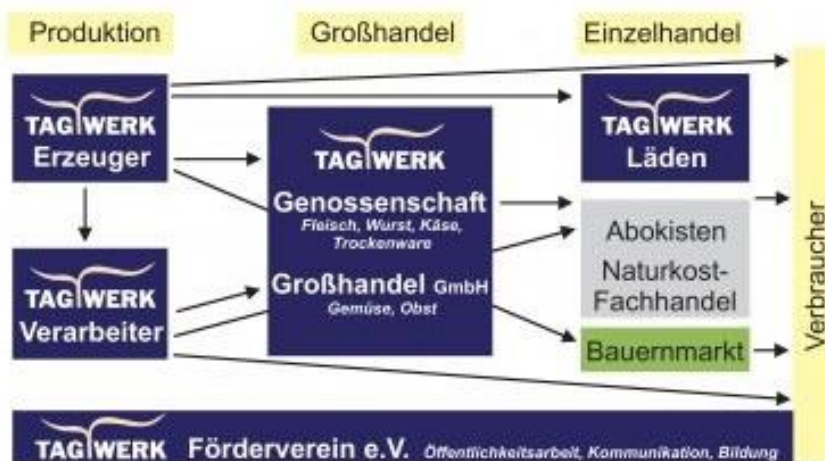 Produktion
Großhandel
Einzelhandel
TAGWERK
Erzeuger
TAGWERK
Genossenschaft
Fleisch, Wurst, Käse,
Trockenware
Großhandel GmbH
Gemüse, Obst
TAGWERK
Läden
Abokisten
Naturkost-
Fachhandel
Bauernmarkt
Verbraucher
TAGWERK
Verarbeiter
TAGWERK Förderverein e.V. Öffentlichkeitsarbeit, Kommunikation, Bildung